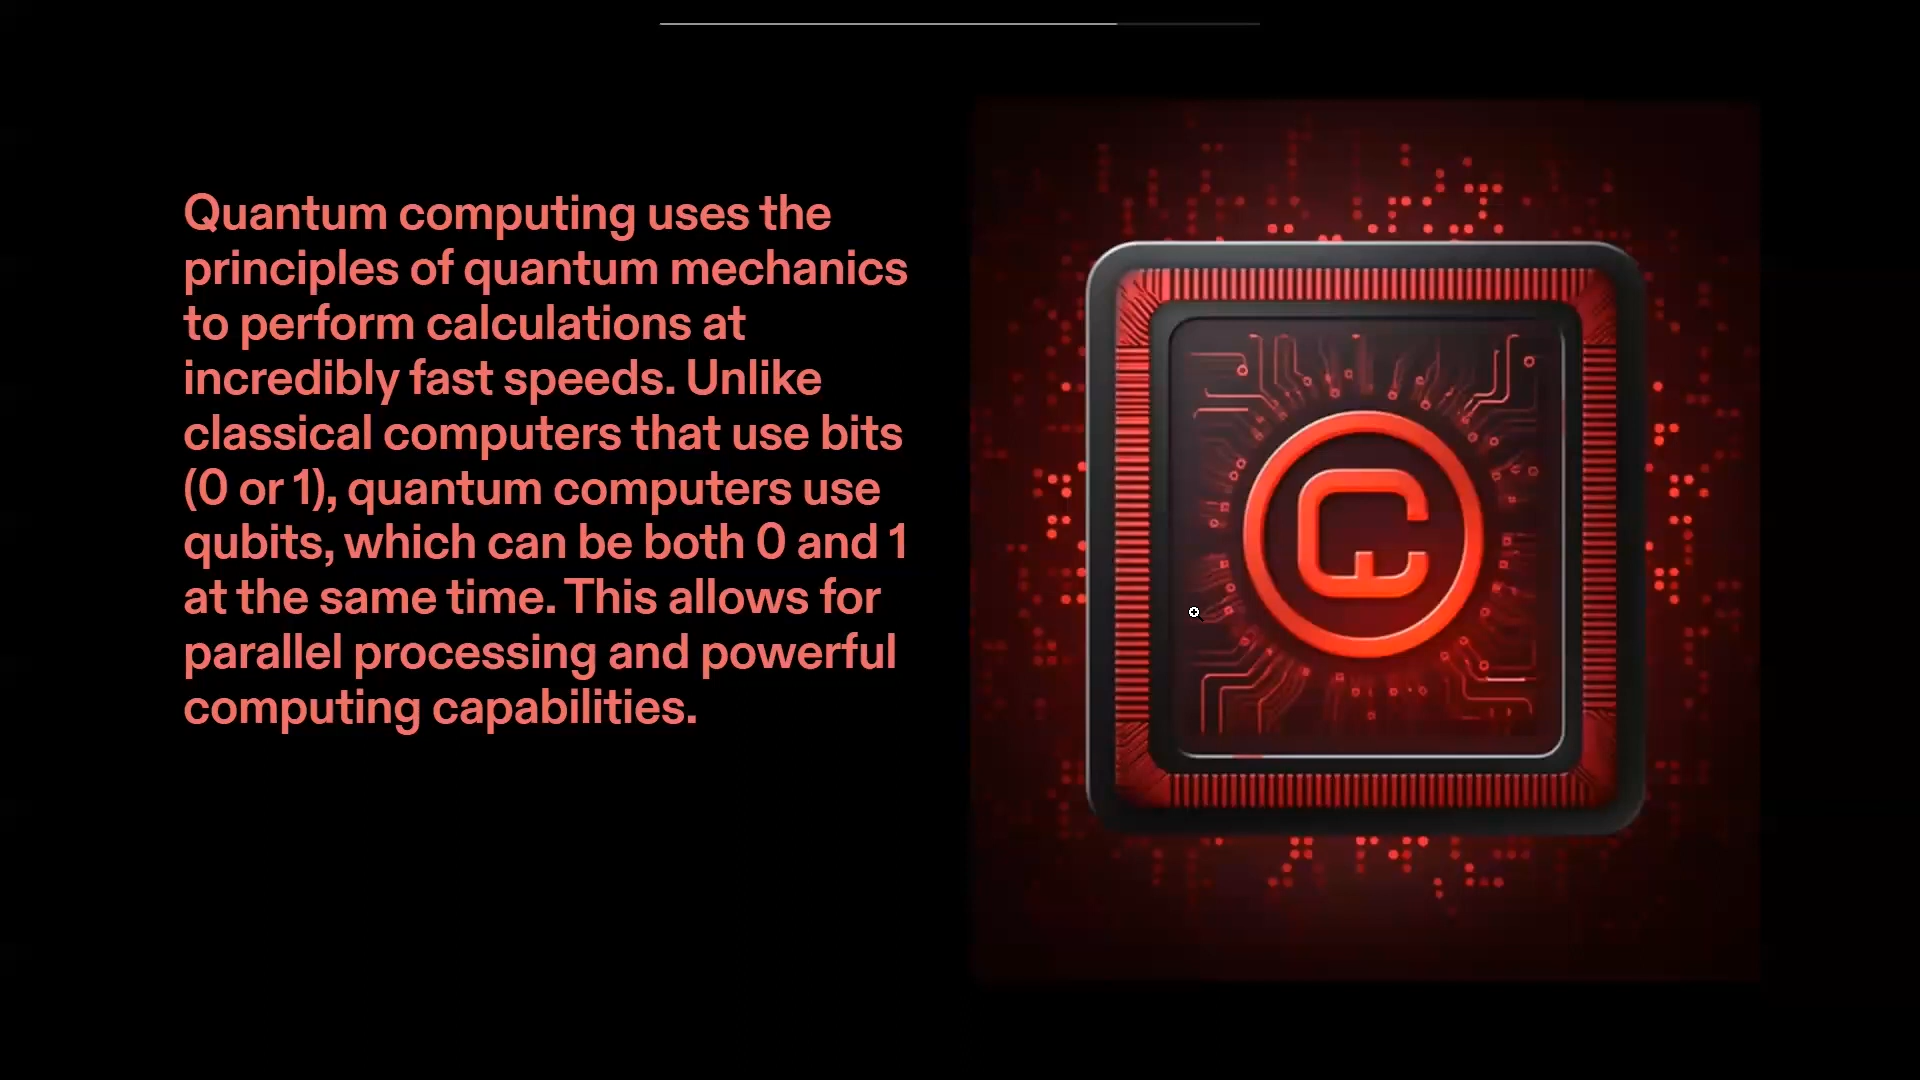 Quantum computing uses the
principles of quantum mechanics
to perform calculations at
incredibly fast speeds. Unlike
classical computers that use bits
(0 or 1), quantum computers use
qubits, which can be both 0 and 1
at the same time. This allows for
parallel processing and powerful
computing capabilities.